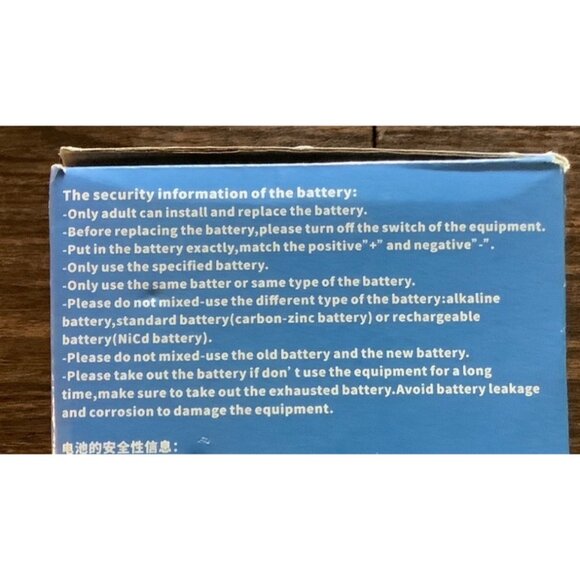 The security information of the battery:
-Only adult can install and replace the battery.
-Before replacing the battery,please turn off the switch of the equipment.
-Put in the battery exactly,match the positive”+” and negative”-”.
-Only use the specified battery.
-Only use the same batter or same type of the battery.
-Please do not mixed-use the different type of the battery:alkaline
battery,standard battery(carbon-zinc battery) or rechargeable
battery(NiCd battery).
-Please do not mixed-use the old battery and the new battery.
-Please take out the battery if don’t use the equipment for a long
time,make sure to take out the exhausted battery.Avoid battery leakage
and corrosion to damage the equipment.
电池的安全性信息: